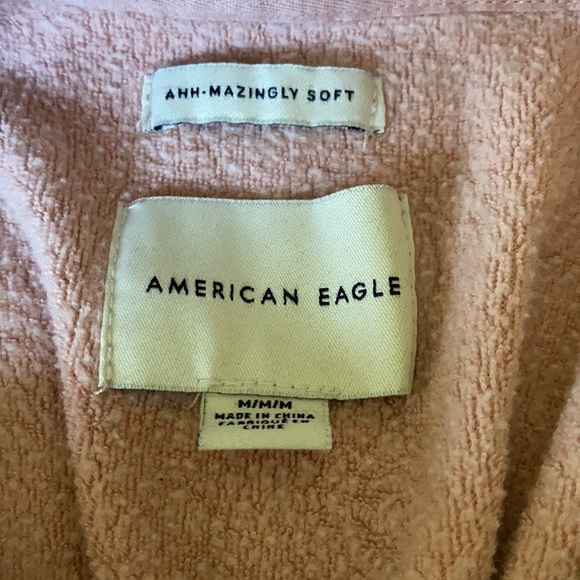 AHH-MAZINGLY SOFT
AMERICAN EAGLE
M/M/M
MADE IN CHINA
FABRIQUÉ EN
CHINE